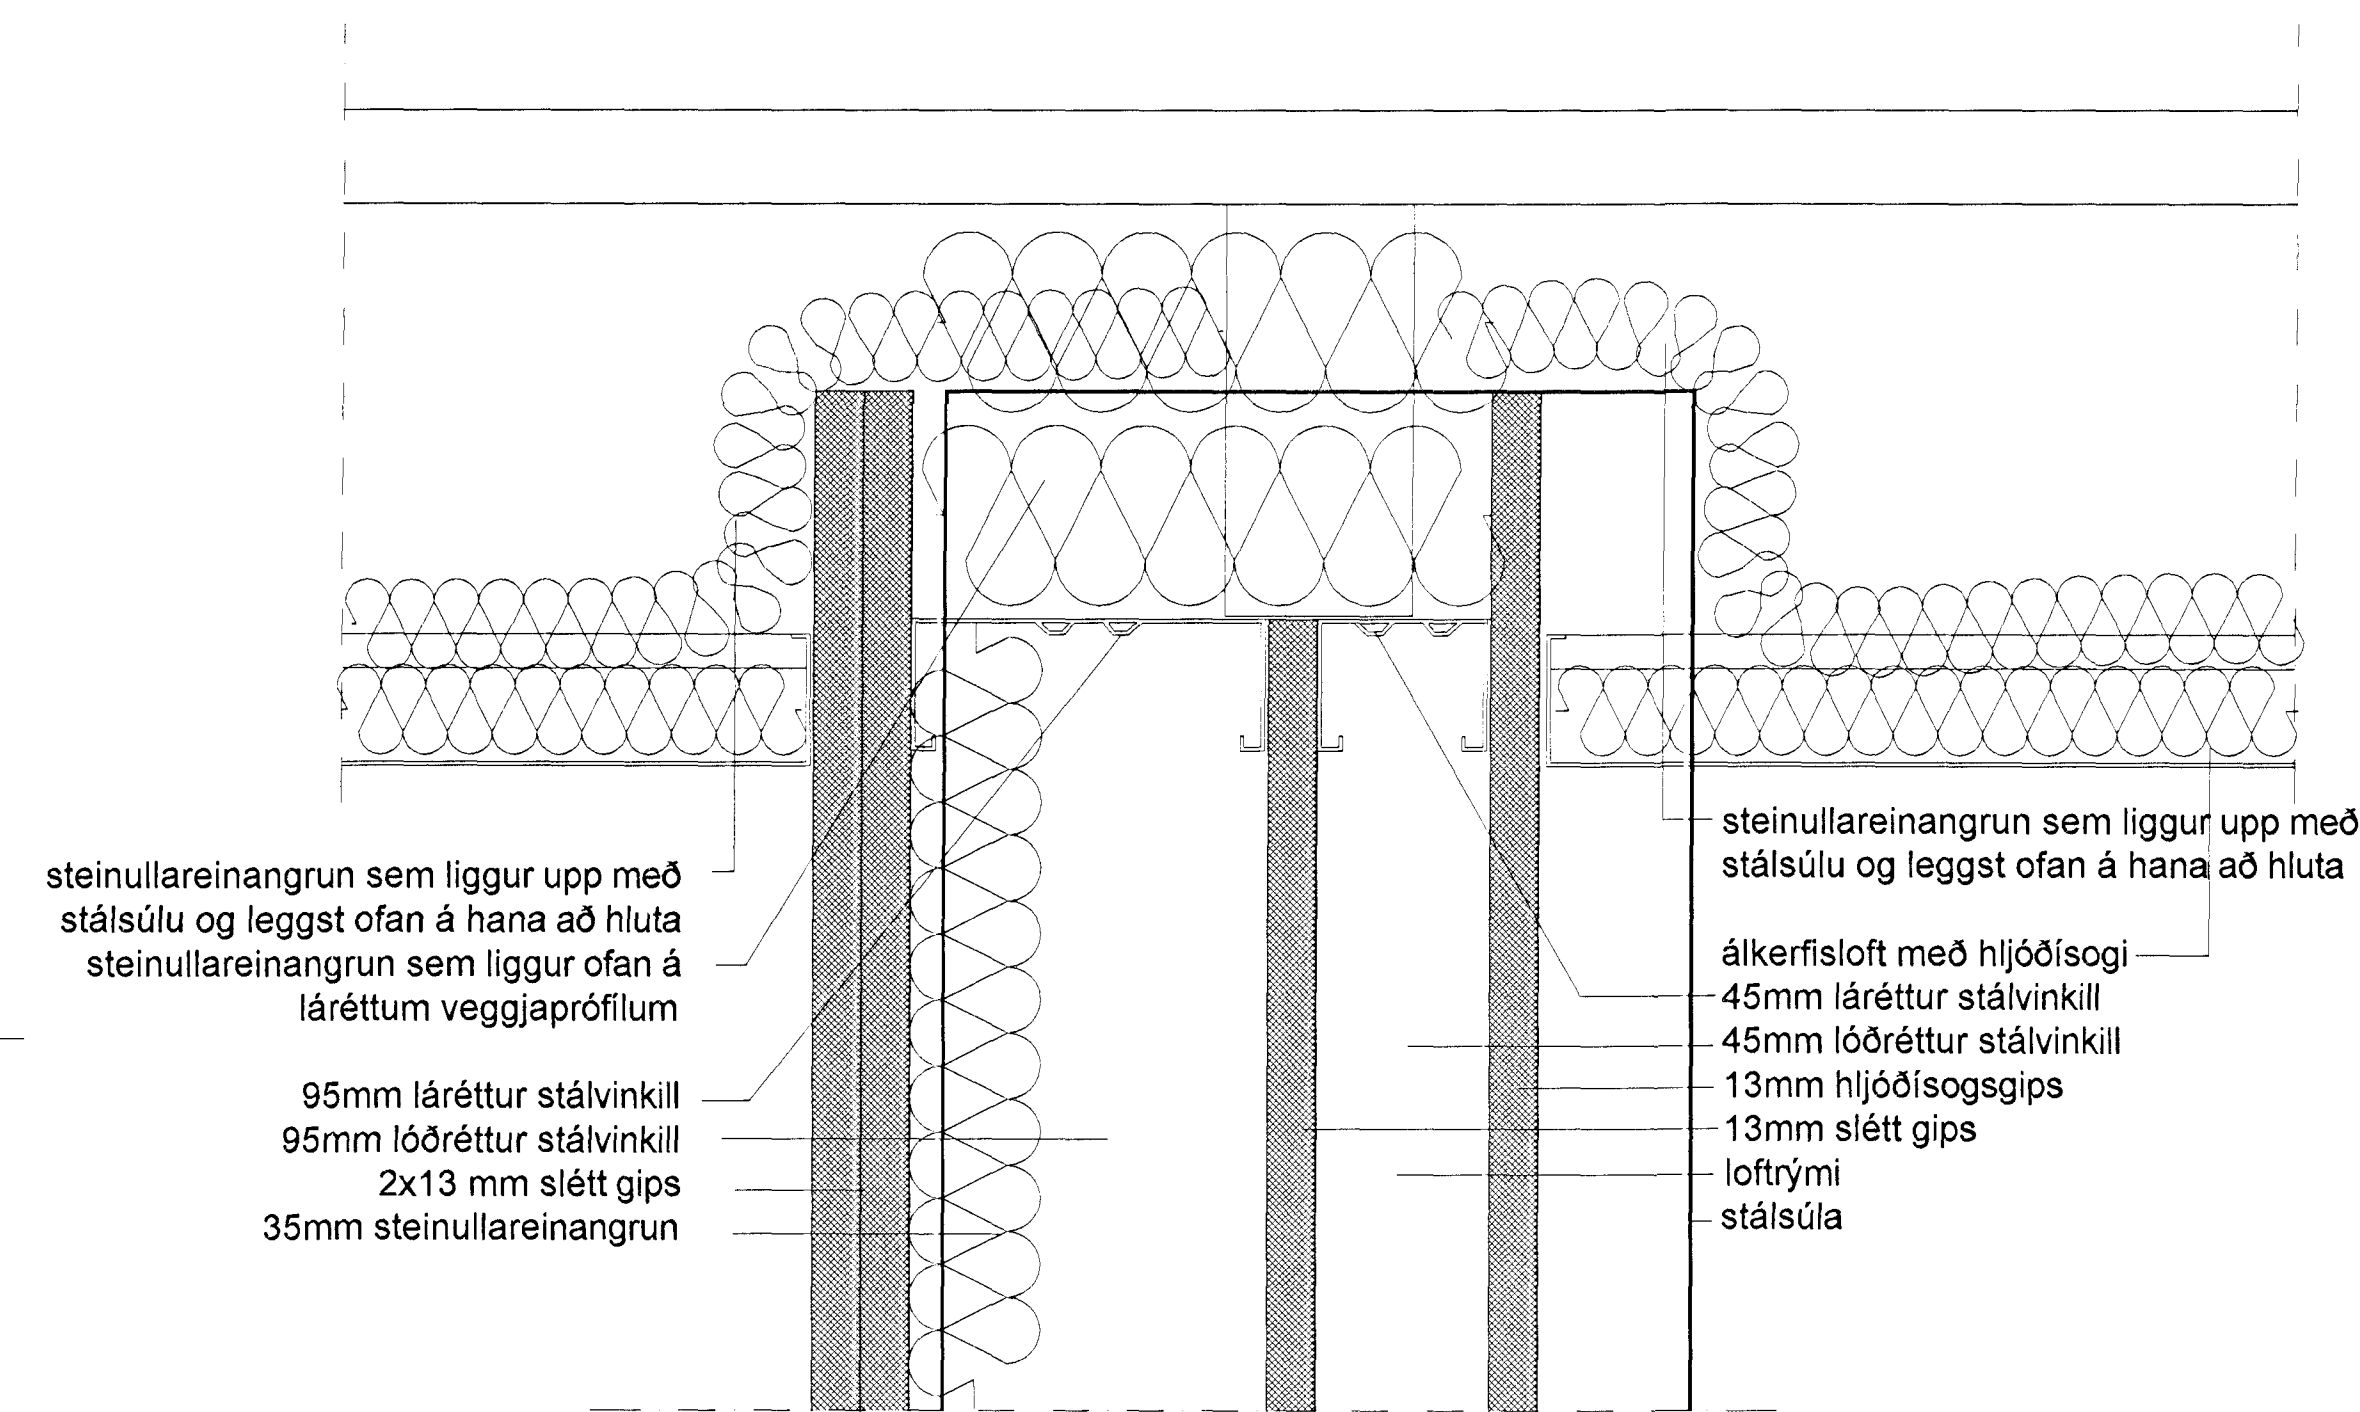 steinullareinangrun sem liggur upp með
stálsúlu og leggst ofan á hana að hluta
steinullareinangrun sem liggur ofan á
láréttum veggjaprófílum
95mm láréttur stálvinkill
95mm lóðréttur stálvinkill
2x13 mm slétt gips
35mm steinullareinangrun
steinullareinangrun sem liggur upp með
stálsúlu og leggst ofan á hana að hluta
álkerfisloft með hljóðísogi
45mm láréttur stálvinkill
45mm lóðréttur stálvinkill
13mm hljóðísogsgips
13mm slétt gips
loftrými
stálsúla